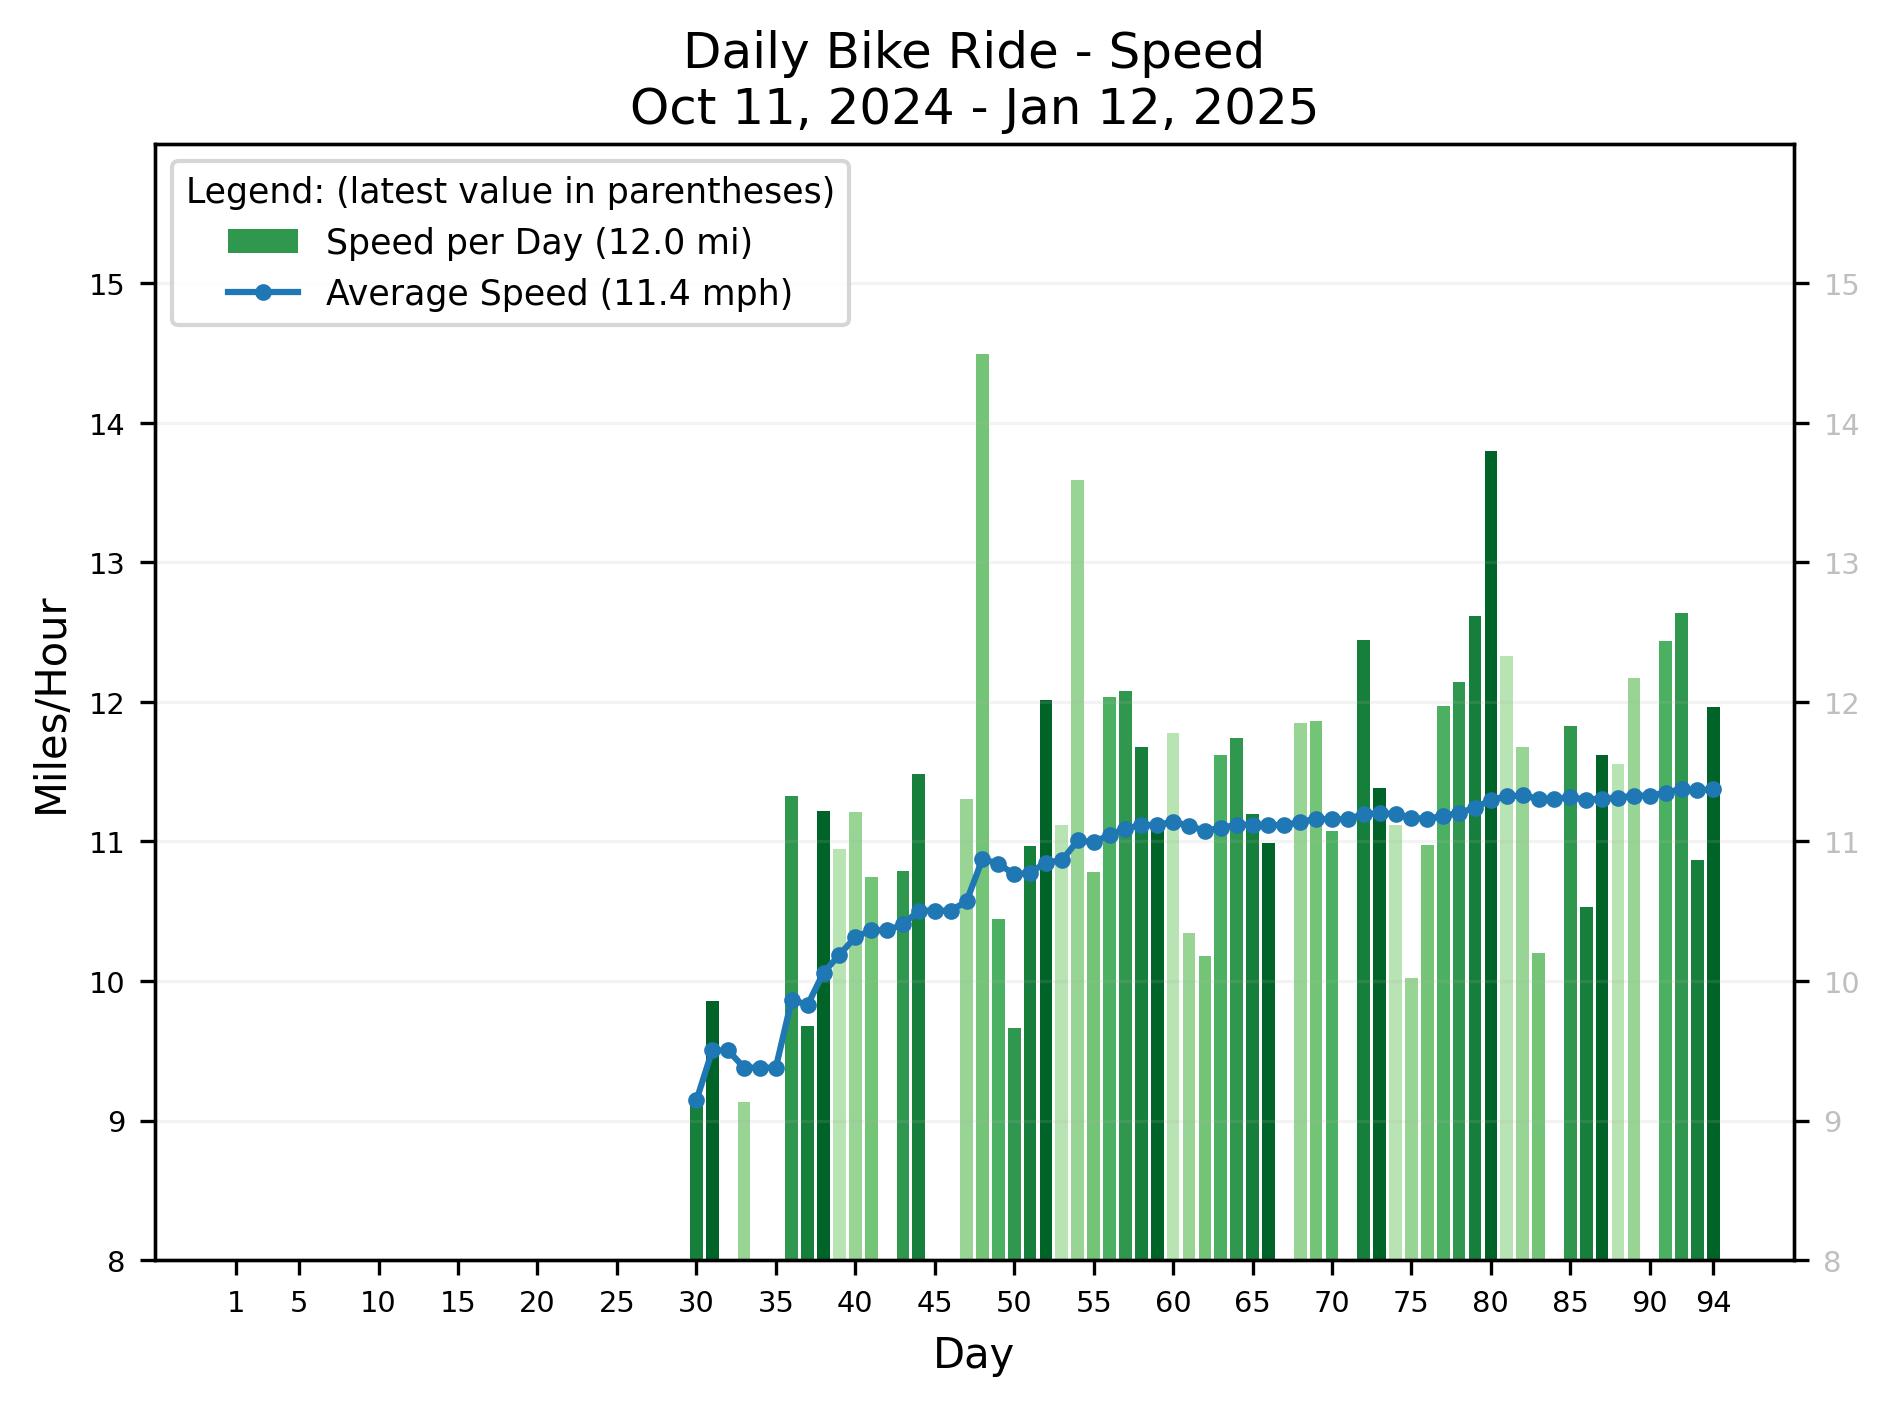 Daily Bike Ride - Speed
Oct 11, 2024 - Jan 12, 2025
Legend: (latest value in parentheses)
Speed per Day (12.0 mi)
Average Speed (11.4 mph)
Miles/Hour
15
14
13
12
11
10
9
8
15
14
13
12
11
10
9
8
1 5 10 15 20 25 30 35 40 45 50 55 60 65 70 75 80 85 90 94
Day